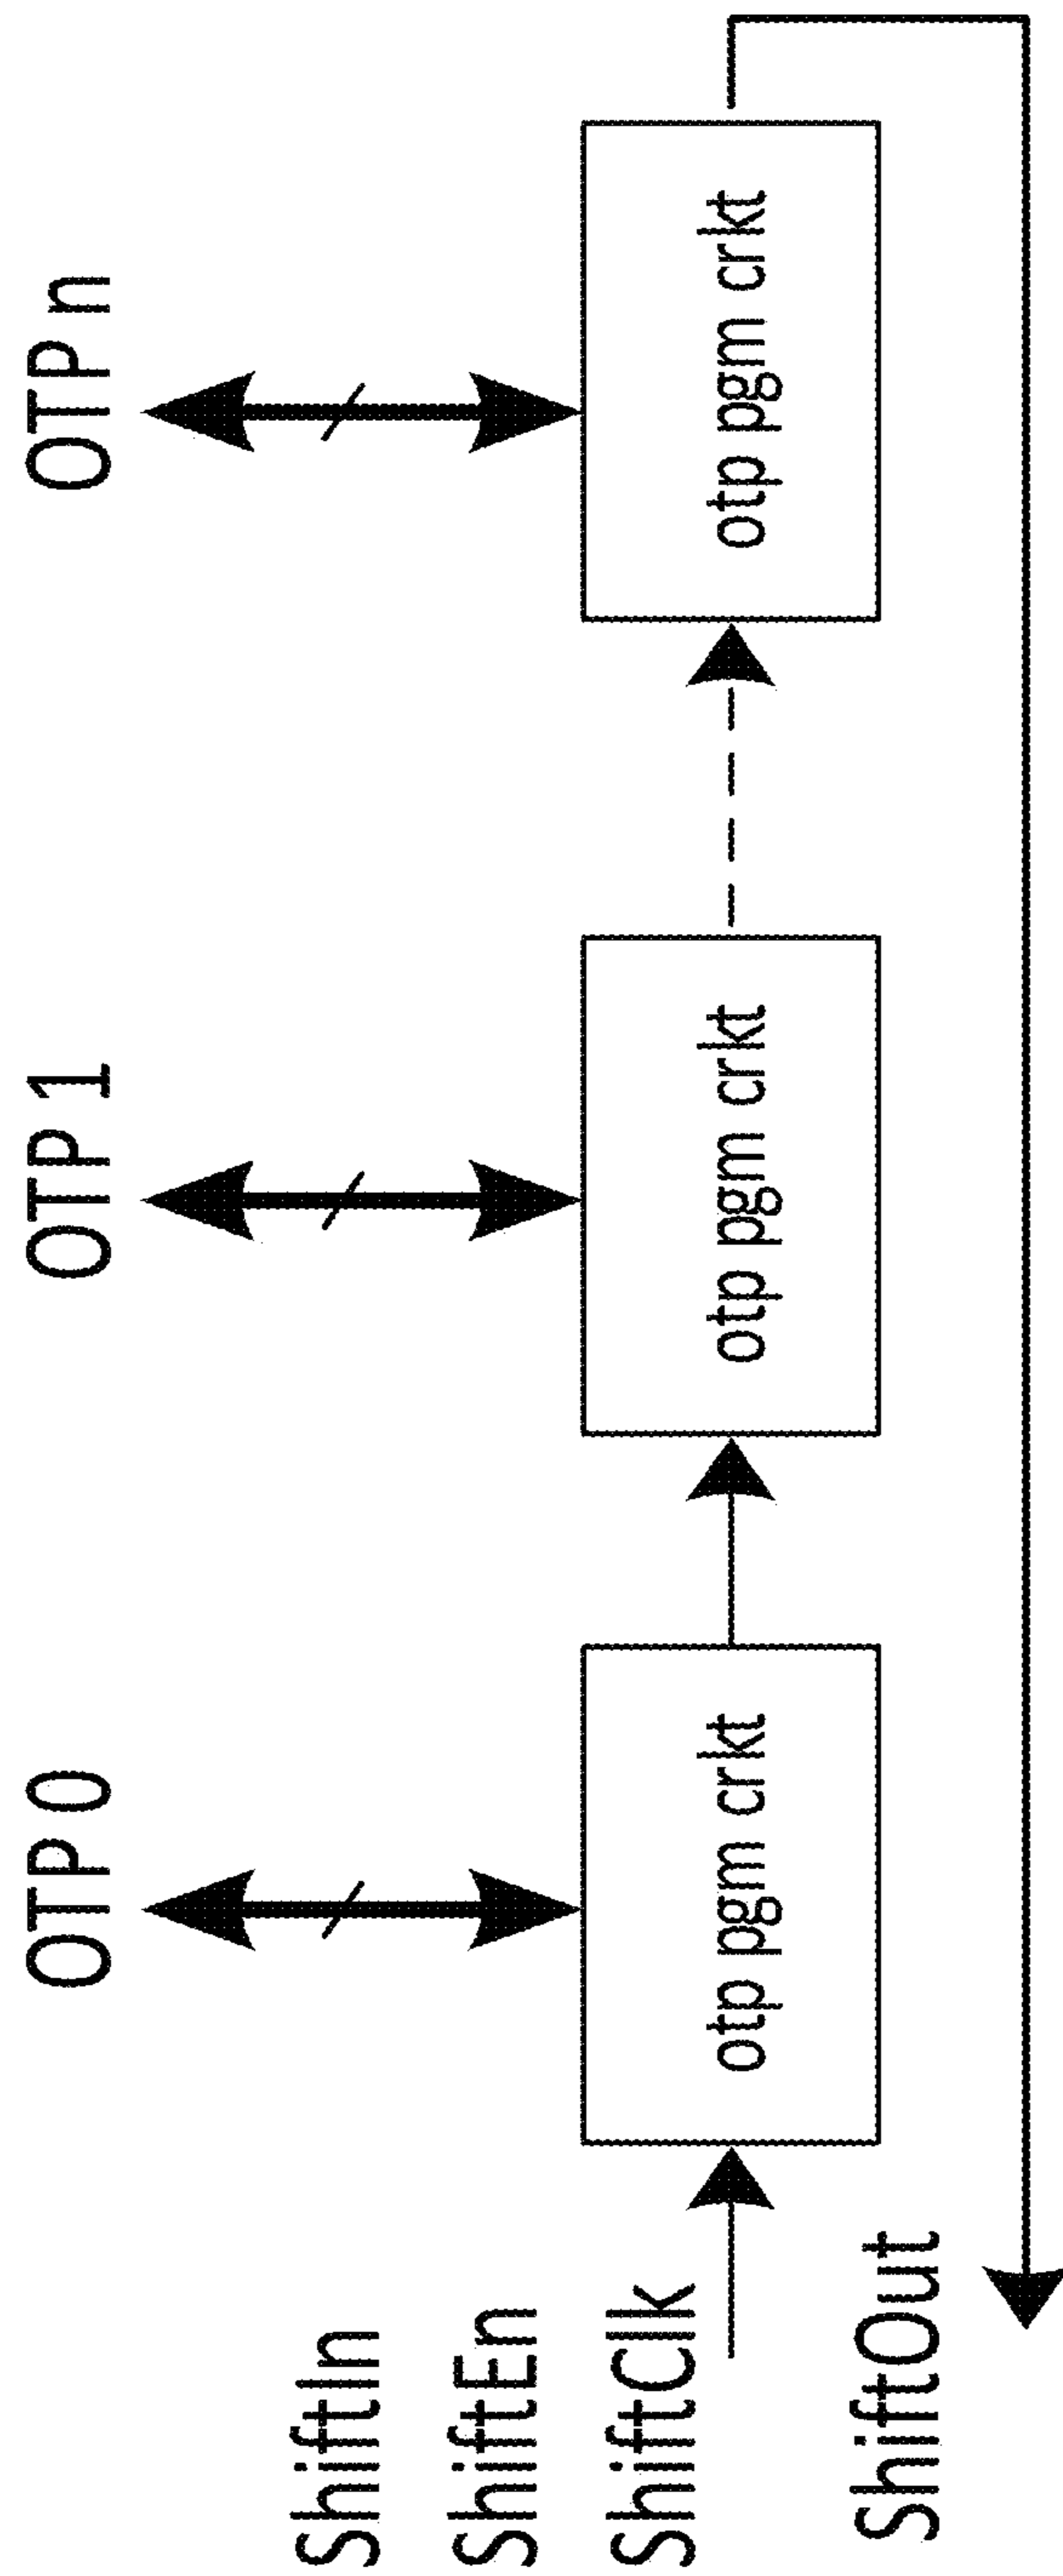 OTP 0
OTP 1
OTP n
ShiftIn
ShiftEn
ShiftClk
otp pgm crkt
otp pgm crkt
otp pgm crkt
ShiftOut